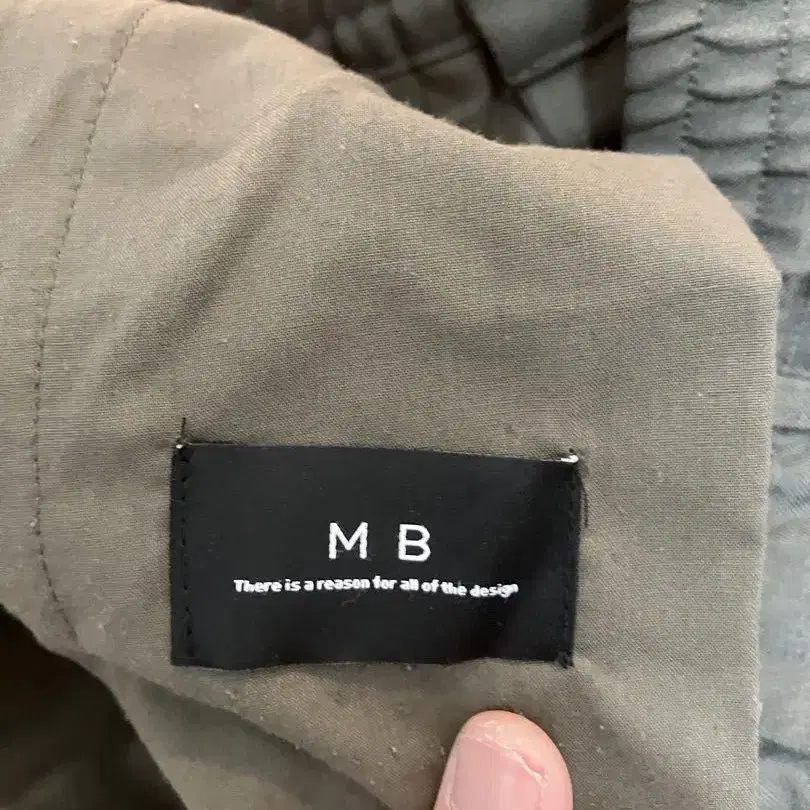 M B
There is a reason for all of the design